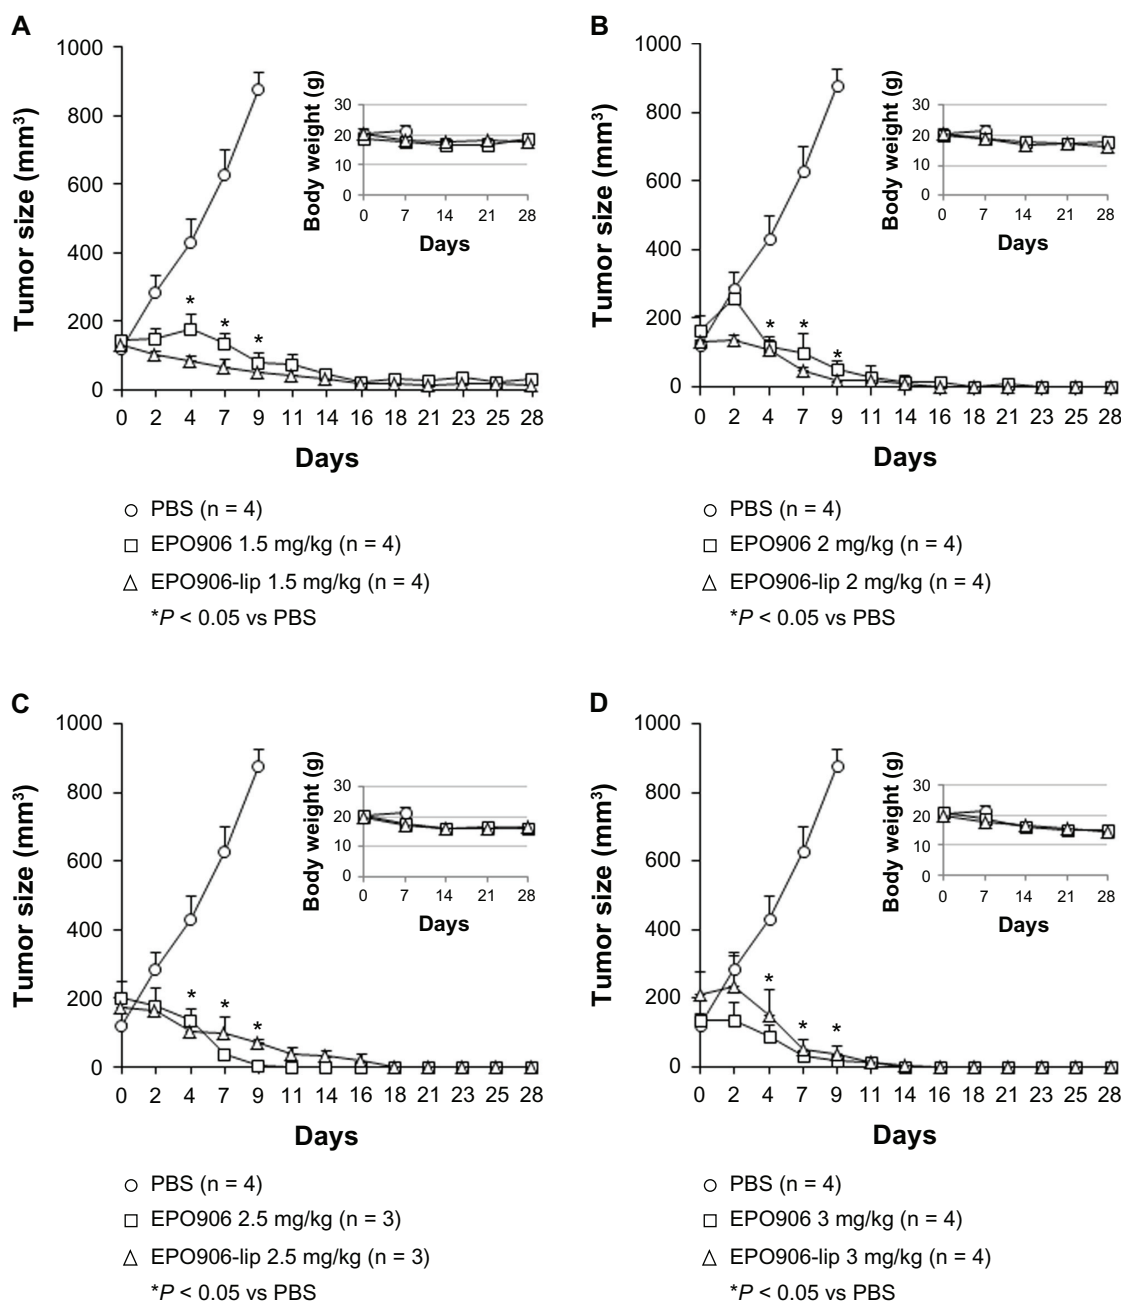 A
Tumor size (mm³)
1000
800
600
400
200
0
0 2 4 7 9 11 14 16 18 21 23 25 28
Days
* * *
Body weight (g)
30
20
10
0
0 7 14 21 28
Days
PBS (n = 4)
EPO906 1.5 mg/kg (n = 4)
EPO906-lip 1.5 mg/kg (n = 4)
*P < 0.05 vs PBS
B
Tumor size (mm³)
1000
800
600
400
200
0
0 2 4 7 9 11 14 16 18 21 23 25 28
Days
* * *
Body weight (g)
30
20
10
0
0 7 14 21 28
Days
PBS (n = 4)
EPO906 2 mg/kg (n = 4)
EPO906-lip 2 mg/kg (n = 4)
*P < 0.05 vs PBS
C
Tumor size (mm³)
1000
800
600
400
200
0
0 2 4 7 9 11 14 16 18 21 23 25 28
Days
* * *
Body weight (g)
30
20
10
0
0 7 14 21 28
Days
PBS (n = 4)
EPO906 2.5 mg/kg (n = 3)
EPO906-lip 2.5 mg/kg (n = 3)
*P < 0.05 vs PBS
D
Tumor size (mm³)
1000
800
600
400
200
0
0 2 4 7 9 11 14 16 18 21 23 25 28
Days
* * *
Body weight (g)
30
20
10
0
0 7 14 21 28
Days
PBS (n = 4)
EPO906 3 mg/kg (n = 4)
EPO906-lip 3 mg/kg (n = 4)
*P < 0.05 vs PBS